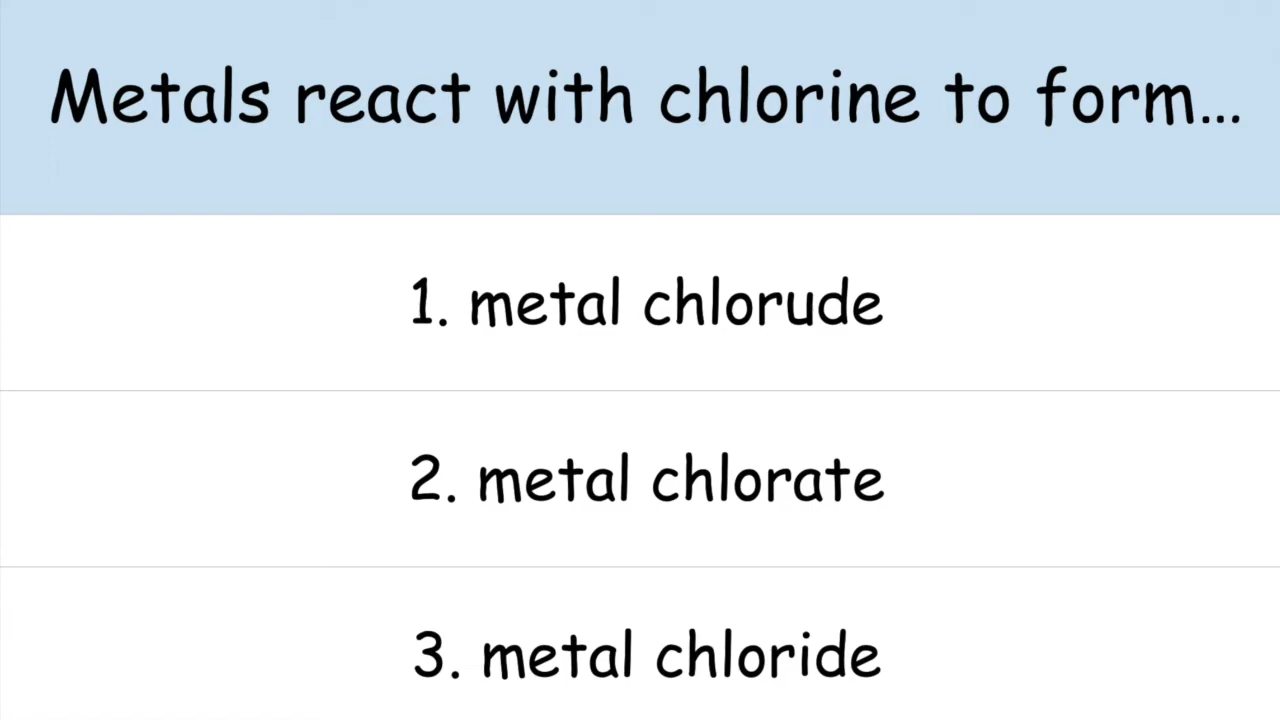 Metals react with chlorine to form...
1. metal chlorude
2. metal chlorate
3. metal chloride